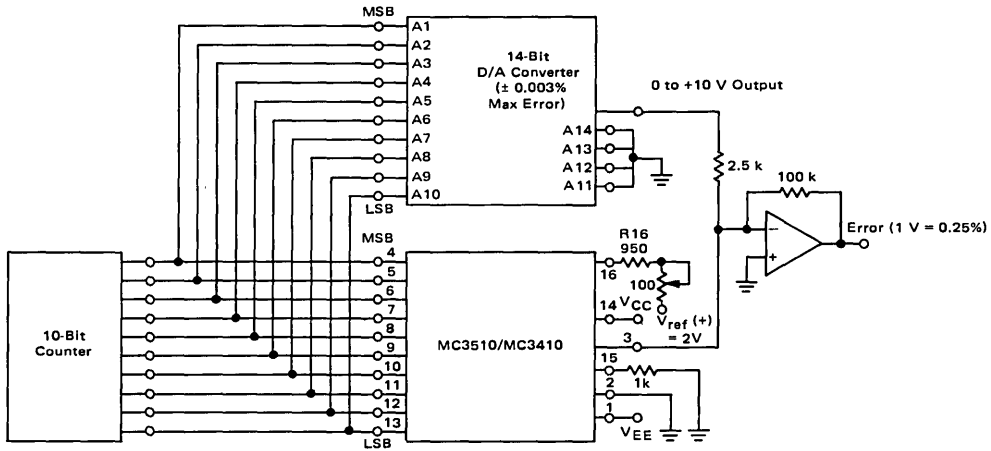 MSB
A1
A2
A3
A4
A5
A6
A7
A8
A9
A10
LSB
14-Bit
D/A Converter
(± 0.003%
Max Error)
A14
A13
A12
A11
0 to +10 V Output
2.5 k
100 k
Error (1 V = 0.25%)
10-Bit
Counter
MSB
4
5
6
7
8
9
10
11
12
13
LSB
MC3510/MC3410
R16
950
16
100
14
VCC
Vref (+)
= 2V
3
15
1k
2
1
VEE